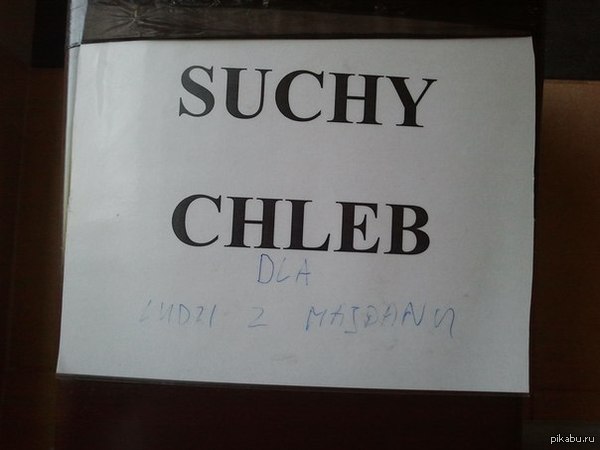 SUCHY
CHLEB
DLA
LUDZI Z MAJDANU
pikabu.ru